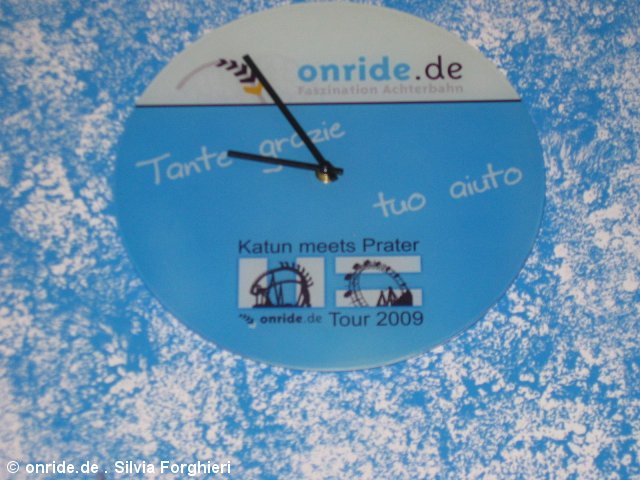 onride.de
Faszination Achterbahn
Tante grazie
tuo aiuto
Katun meets Prater
onride.de Tour 2009
© onride.de . Silvia Forghieri